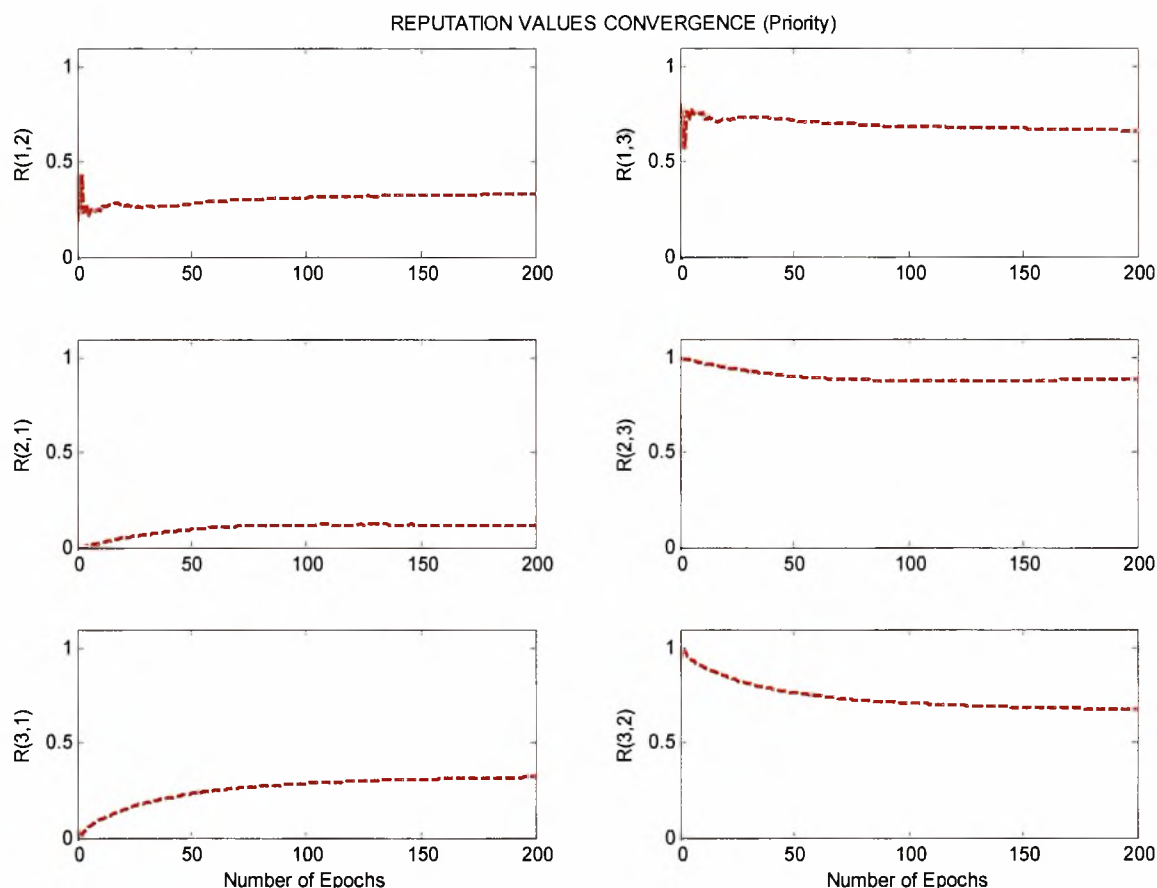 REPUTATION VALUES CONVERGENCE (Priority)
R(1,2)
1
0.5
0
0 50 100 150 200
R(1,3)
1
0.5
0
0 50 100 150 200
R(2,1)
1
0.5
0
0 50 100 150 200
R(2,3)
1
0.5
0
0 50 100 150 200
R(3,1)
1
0.5
0
0 50 100 150 200
Number of Epochs
R(3,2)
1
0.5
0
0 50 100 150 200
Number of Epochs